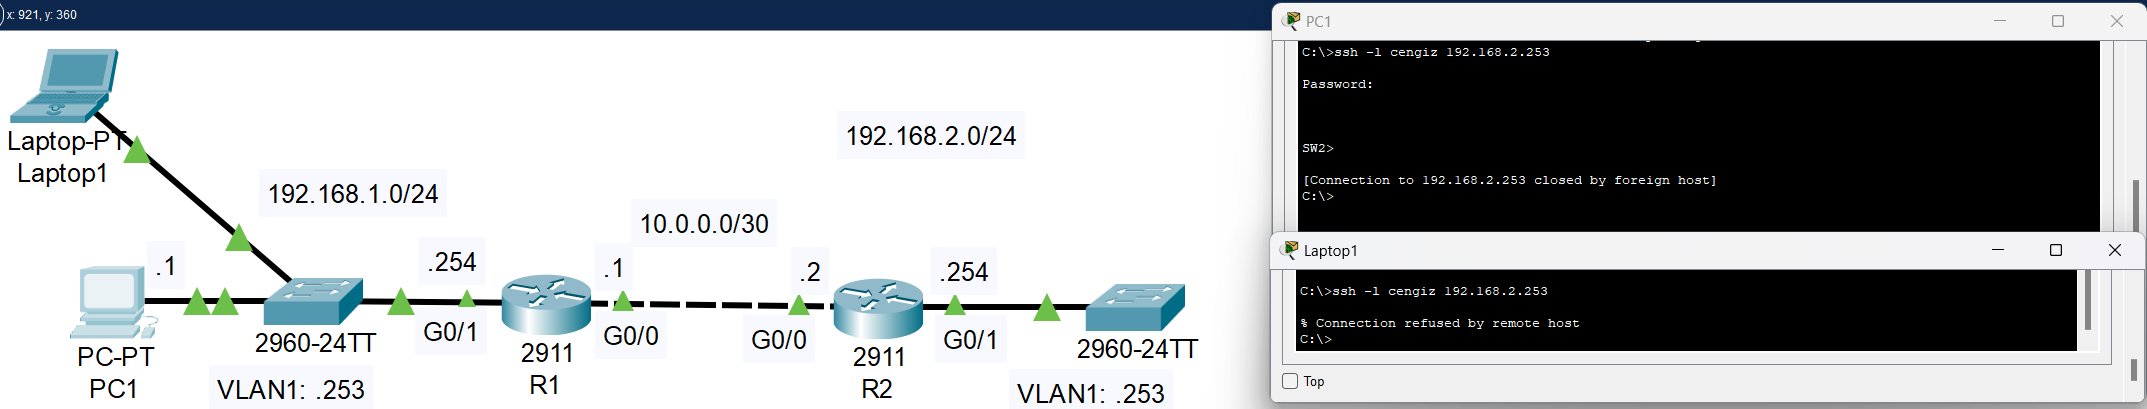 x: 921, y: 360
Laptop-PT
Laptop1
192.168.1.0/24
192.168.2.0/24
10.0.0.0/30
.1
.254
.1
.2
.254
G0/1
G0/0
G0/0
G0/1
2960-24TT
2911
R1
2911
R2
2960-24TT
PC-PT
PC1
VLAN1: .253
VLAN1: .253
PC1
C:\>ssh -l cengiz 192.168.2.253
Password:
SW2>
[Connection to 192.168.2.253 closed by foreign host]
C:\>
Laptop1
C:\>ssh -l cengiz 192.168.2.253
% Connection refused by remote host
C:\>
Top